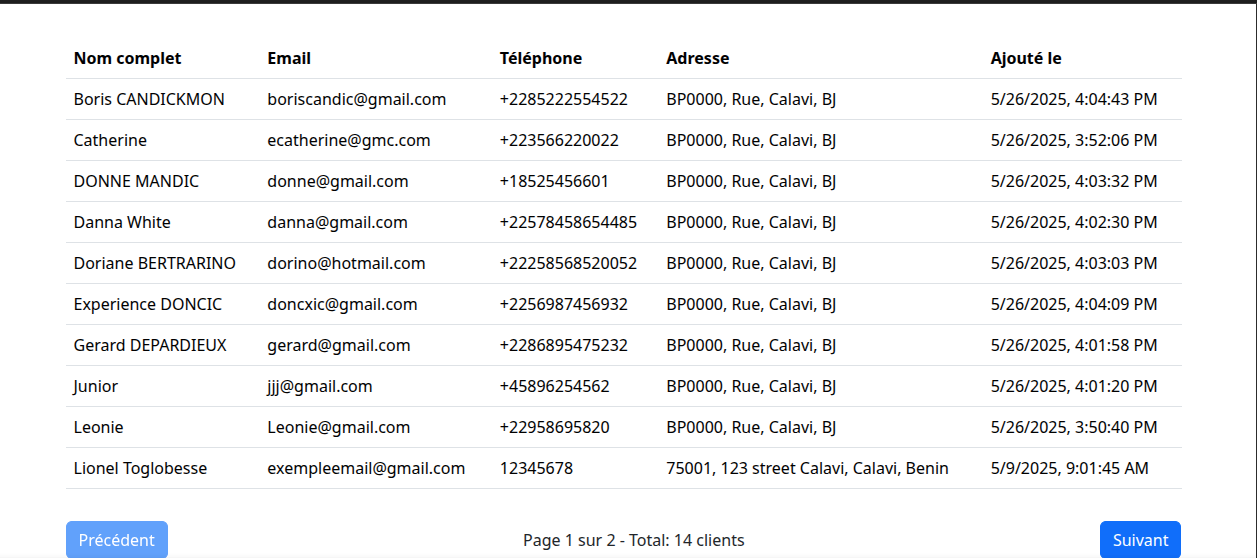 Nom complet Email Téléphone Adresse Ajouté le
Boris CANDICKMON boriscandic@gmail.com +2285222554522 BP0000, Rue, Calavi, BJ 5/26/2025, 4:04:43 PM
Catherine ecatherine@gmc.com +223566220022 BP0000, Rue, Calavi, BJ 5/26/2025, 3:52:06 PM
DONNE MANDIC donne@gmail.com +18525456601 BP0000, Rue, Calavi, BJ 5/26/2025, 4:03:32 PM
Danna White danna@gmail.com +22578458654485 BP0000, Rue, Calavi, BJ 5/26/2025, 4:02:30 PM
Doriane BERTRARINO dorino@hotmail.com +22258568520052 BP0000, Rue, Calavi, BJ 5/26/2025, 4:03:03 PM
Experience DONCIC doncxic@gmail.com +2256987456932 BP0000, Rue, Calavi, BJ 5/26/2025, 4:04:09 PM
Gerard DEPARDIEUX gerard@gmail.com +2286895475232 BP0000, Rue, Calavi, BJ 5/26/2025, 4:01:58 PM
Junior jjj@gmail.com +45896254562 BP0000, Rue, Calavi, BJ 5/26/2025, 4:01:20 PM
Leonie Leonie@gmail.com +22958695820 BP0000, Rue, Calavi, BJ 5/26/2025, 3:50:40 PM
Lionel Toglobesse exempleemail@gmail.com 12345678 75001, 123 street Calavi, Calavi, Benin 5/9/2025, 9:01:45 AM
Précédent Page 1 sur 2 - Total: 14 clients Suivant